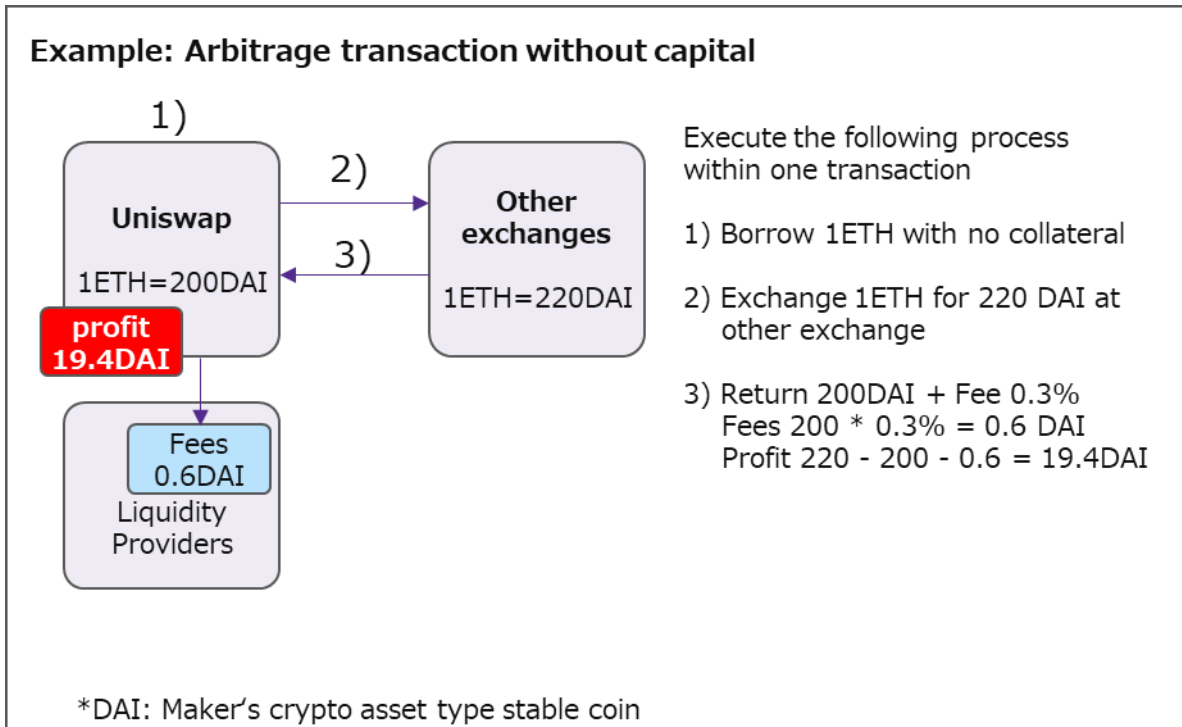 Example: Arbitrage transaction without capital
1)
Uniswap
1ETH=200DAI
profit
19.4DAI
2)
3)
Other
exchanges
1ETH=220DAI
Fees
0.6DAI
Liquidity
Providers
Execute the following process
within one transaction
1) Borrow 1ETH with no collateral
2) Exchange 1ETH for 220 DAI at
other exchange
3) Return 200DAI + Fee 0.3%
Fees 200 * 0.3% = 0.6 DAI
Profit 220 - 200 - 0.6 = 19.4DAI
*DAI: Maker’s crypto asset type stable coin